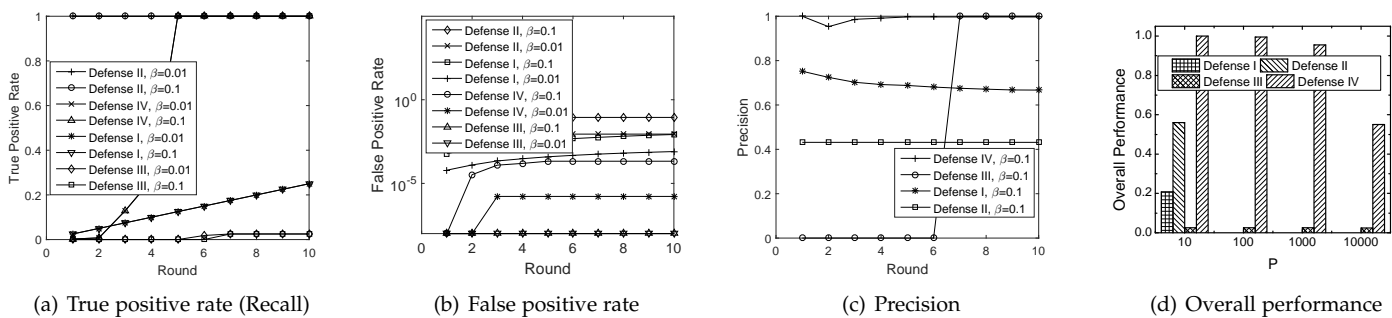 1
0.8
0.6
0.4
0.2
0
0 2 4 6 8 10
Round
True Positive Rate
Defense II, β=0.01
Defense II, β=0.1
Defense IV, β=0.01
Defense IV, β=0.1
Defense I, β=0.01
Defense I, β=0.1
Defense III, β=0.01
Defense III, β=0.1
(a) True positive rate (Recall)
10^0
10^-5
0 2 4 6 8 10
Round
False Positive Rate
Defense II, β=0.1
Defense II, β=0.01
Defense I, β=0.1
Defense I, β=0.01
Defense IV, β=0.1
Defense IV, β=0.01
Defense III, β=0.1
Defense III, β=0.01
(b) False positive rate
1
0.8
0.6
0.4
0.2
0
0 2 4 6 8 10
Round
Precision
Defense IV, β=0.1
Defense III, β=0.1
Defense I, β=0.1
Defense II, β=0.1
(c) Precision
1.0
0.8
0.6
0.4
0.2
0.0
10 100 1000 10000
P
Overall Performance
Defense I Defense II
Defense III Defense IV
(d) Overall performance